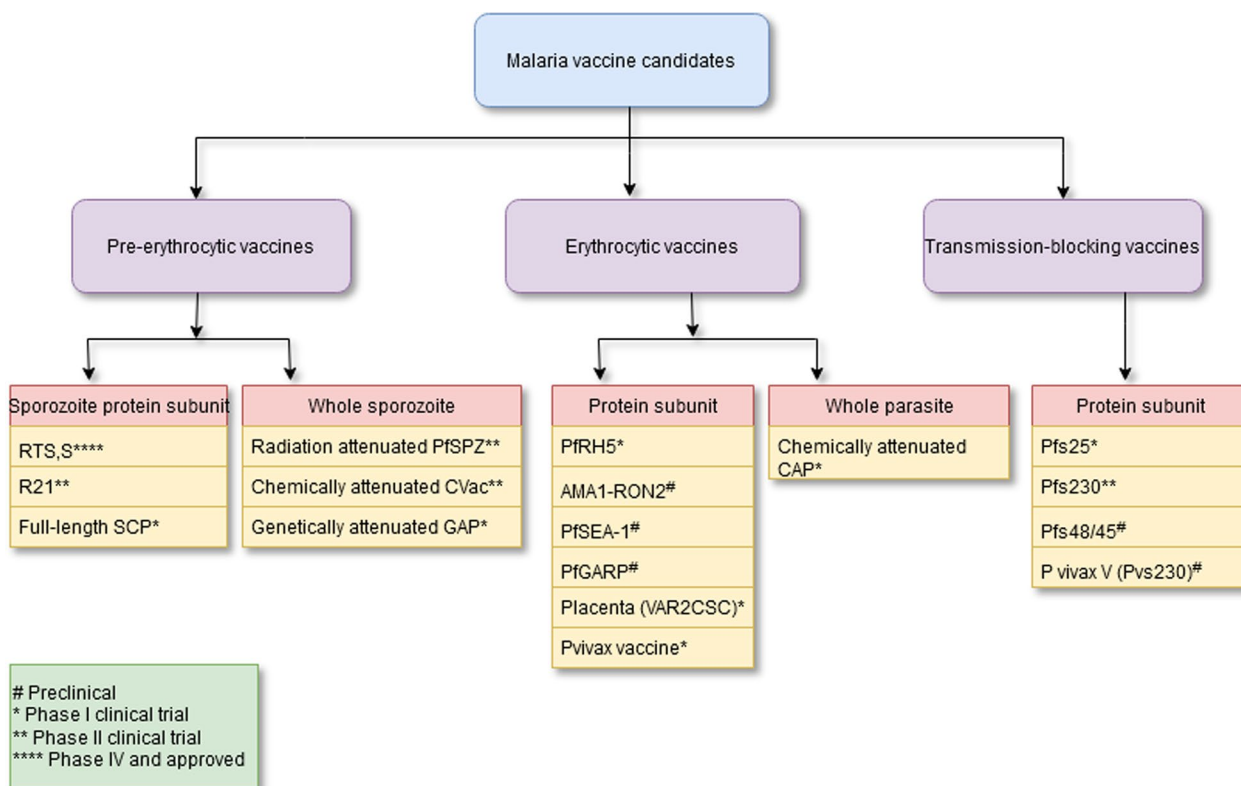 Malaria vaccine candidates
Pre-erythrocytic vaccines
Erythrocytic vaccines
Transmission-blocking vaccines
Sporozoite protein subunit
RTS,S****
R21**
Full-length SCP*
Whole sporozoite
Radiation attenuated PfSPZ**
Chemically attenuated CVac**
Genetically attenuated GAP*
Protein subunit
PfRH5*
AMA1-RON2#
PfSEA-1#
PfGARP#
Placenta (VAR2CSC)*
Pvivax vaccine*
Whole parasite
Chemically attenuated
CAP*
Protein subunit
Pfs25*
Pfs230**
Pfs48/45#
P vivax V (Pvs230)#
# Preclinical
* Phase I clinical trial
** Phase II clinical trial
**** Phase IV and approved